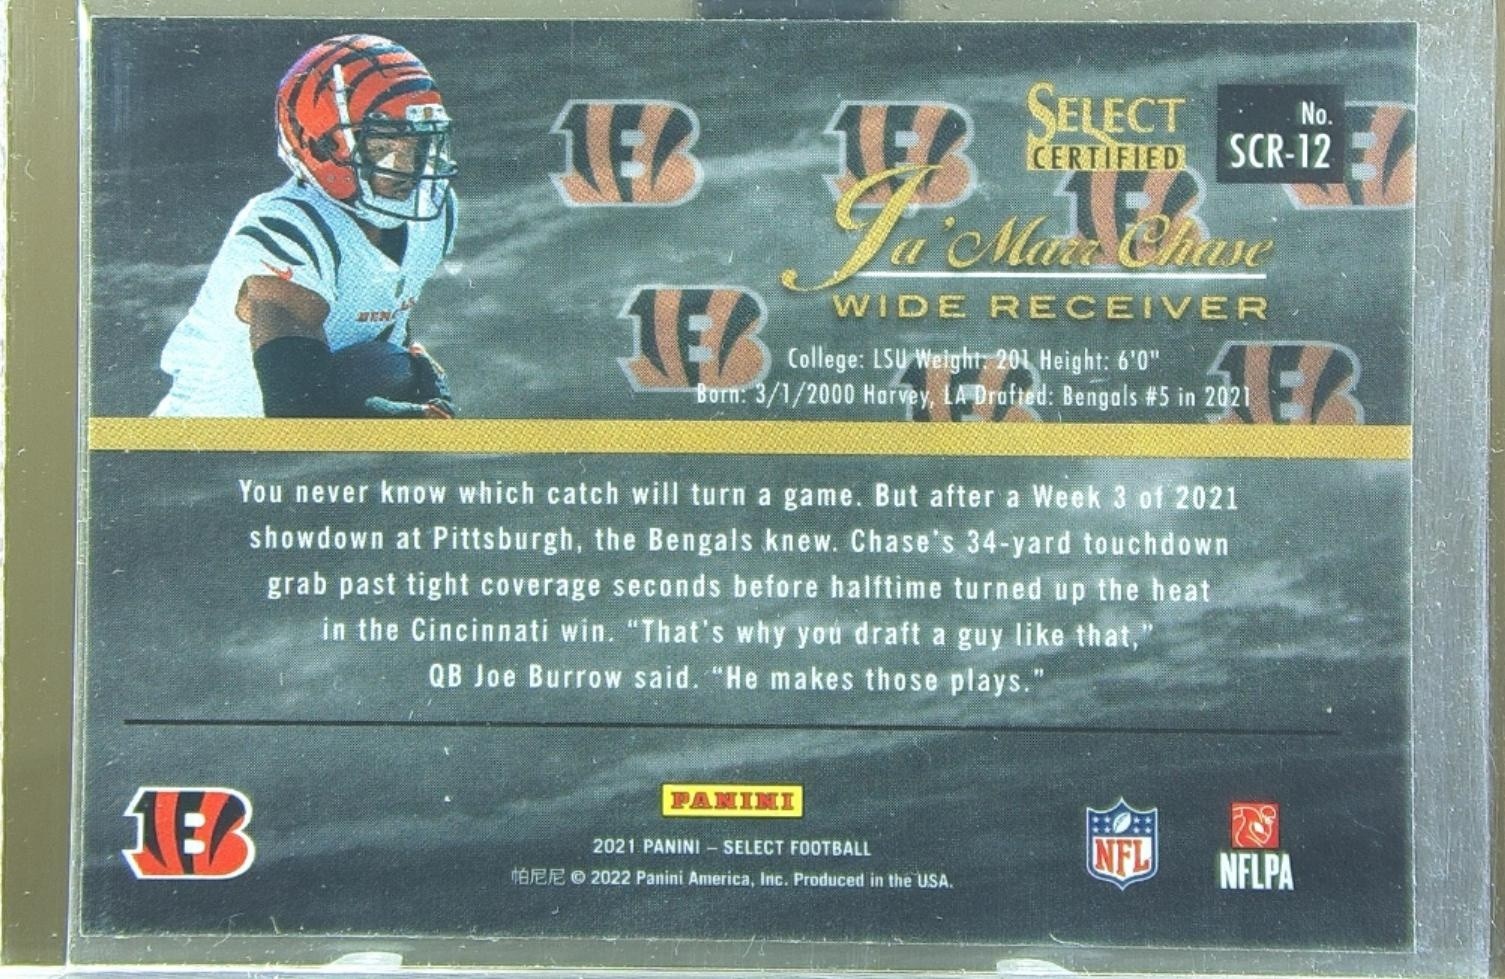 SELECT
CERTIFIED
No.
SCR-12
Ja'Marr Chase
WIDE RECEIVER
College: LSU Weight: 201 Height: 6'0"
Born: 3/1/2000 Harvey, LA Drafted: Bengals #5 in 2021
You never know which catch will turn a game. But after a Week 3 of 2021
showdown at Pittsburgh, the Bengals knew. Chase's 34-yard touchdown
grab past tight coverage seconds before halftime turned up the heat
in the Cincinnati win. “That's why you draft a guy like that,”
QB Joe Burrow said. “He makes those plays.”
PANINI
2021 PANINI – SELECT FOOTBALL
帕尼尼 © 2022 Panini America, Inc. Produced in the USA.
NFL
NFLPA